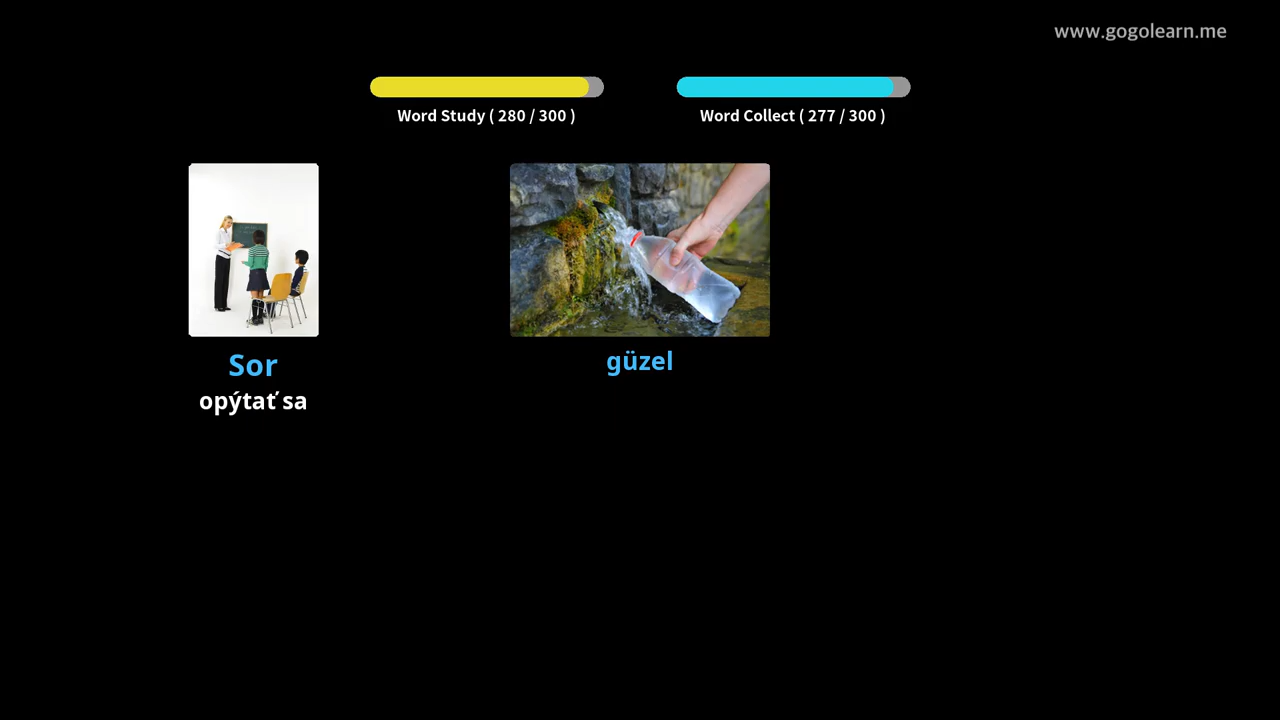 www.gogolearn.me
Word Study ( 280 / 300 )
Word Collect ( 277 / 300 )
Sor
opýtať sa
güzel